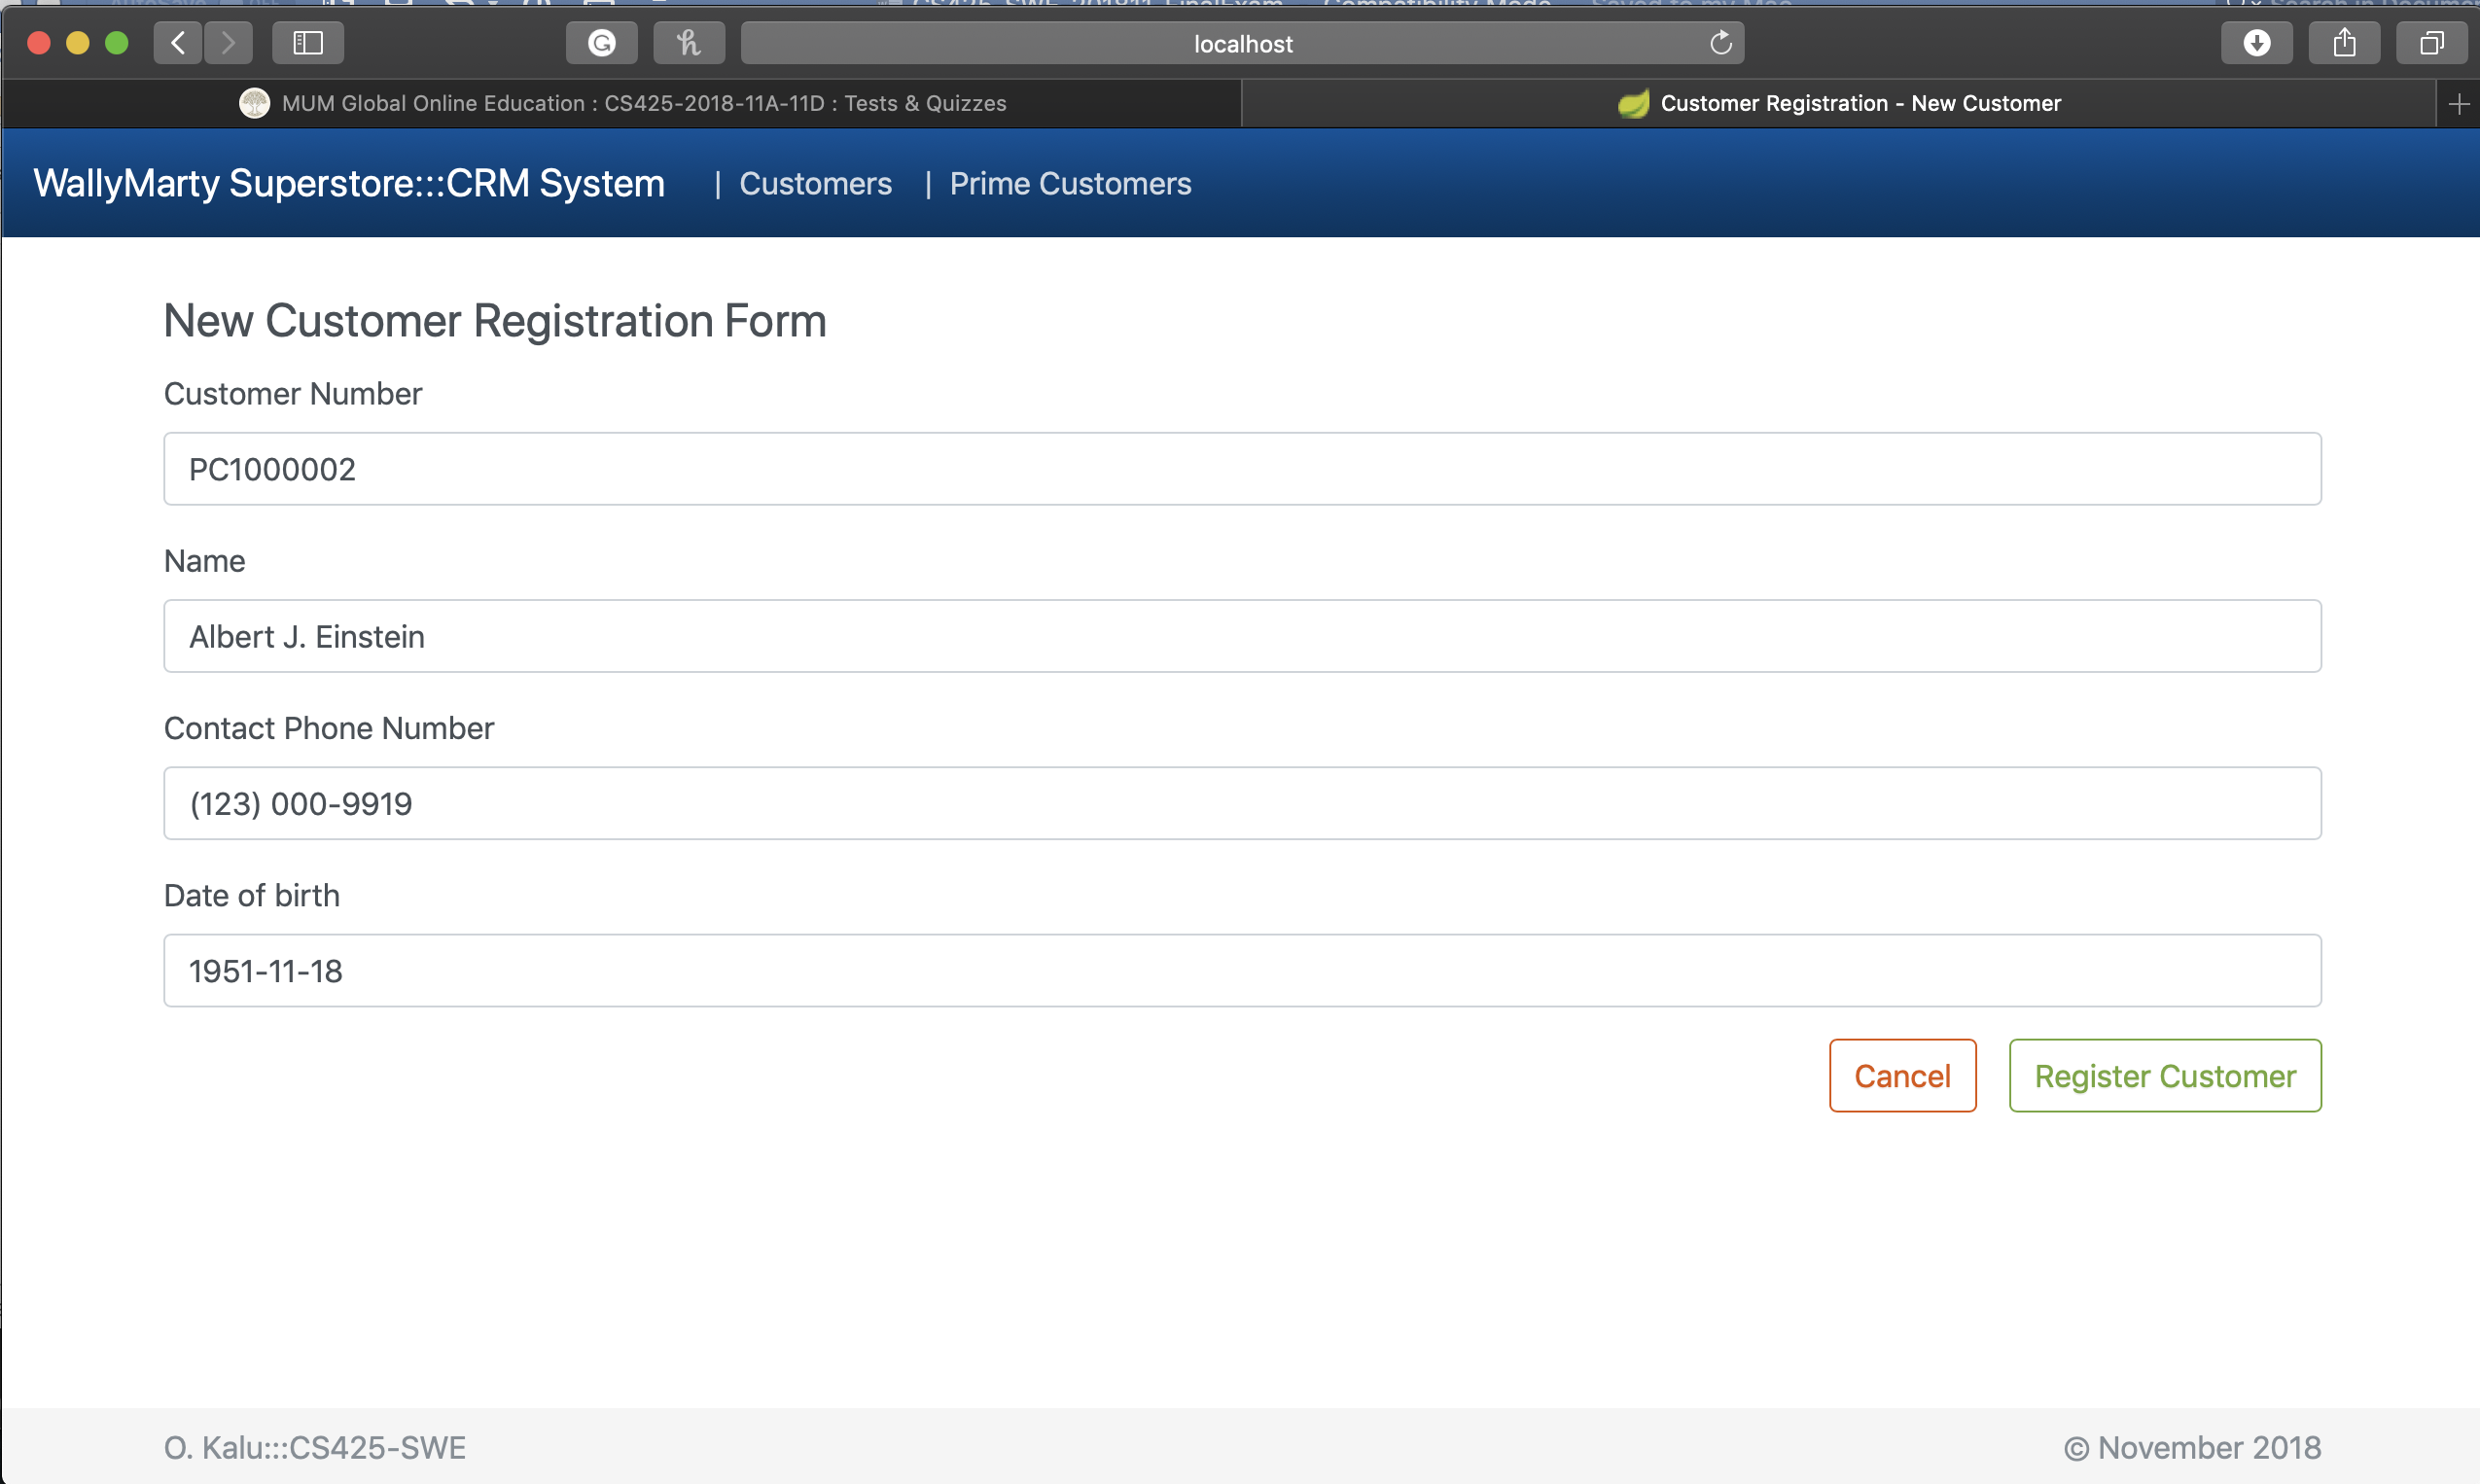 localhost
MUM Global Online Education : CS425-2018-11A-11D : Tests & Quizzes
Customer Registration - New Customer
WallyMarty Superstore:::CRM System | Customers | Prime Customers
New Customer Registration Form
Customer Number
PC1000002
Name
Albert J. Einstein
Contact Phone Number
(123) 000-9919
Date of birth
1951-11-18
Cancel
Register Customer
O. Kalu:::CS425-SWE
© November 2018